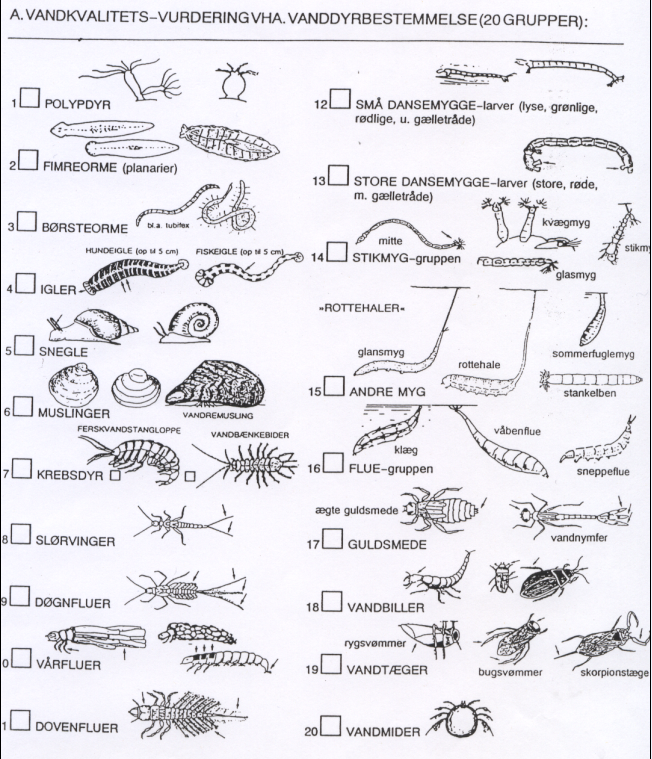 A. VANDKVALITETS-VURDERING VHA. VANDDYRBESTEMMELSE (20 GRUPPER):
1 POLYPDYR
2 FIMREORME (planarier)
3 BØRSTEORME
bl.a. tubifex
HUNDEIGLE (op til 5 cm)
FISKEIGLE (op til 5 cm)
4 IGLER
5 SNEGLE
6 MUSLINGER
VANDREMUSLING
FERSKVANDSTANGLOPPE
VANDBÆNKEBIDER
7 KREBSDYR
8 SLØRVINGER
9 DØGNFLUER
0 VÅRFLUER
1 DOVENFLUER
12 SMÅ DANSEMYGGE-larver (lyse, grønlige,
rødlige, u. gælletråde)
13 STORE DANSEMYGGE-larver (store, røde,
m. gælletråde)
mitte
kvægmyg
stikmy
14 STIKMYG-gruppen
glasmyg
»ROTTEHALER«
glansmyg
rottehale
sommerfuglemyg
15 ANDRE MYG
stankelben
klæg
våbenflue
16 FLUE-gruppen
sneppeflue
ægte guldsmede
17 GULDSMEDE
vandnymfer
18 VANDBILLER
rygsvømmer
19 VANDTÆGER
bugsvømmer
skorpionstæge
20 VANDMIDER